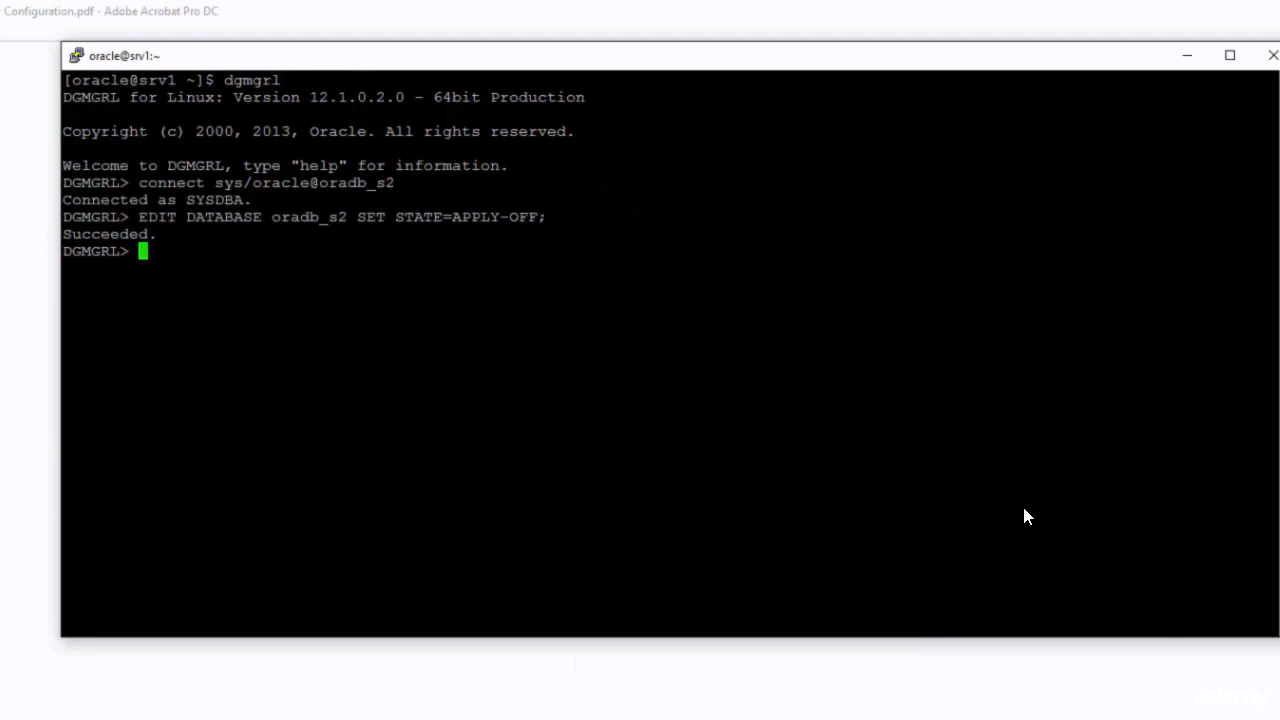 Configuration.pdf - Adobe Acrobat Pro DC
oracle@srv1:~
[oracle@srv1 ~]$ dgmgrl
DGMGRL for Linux: Version 12.1.0.2.0 - 64bit Production
Copyright (c) 2000, 2013, Oracle. All rights reserved.
Welcome to DGMGRL, type "help" for information.
DGMGRL> connect sys/oracle@oradb_s2
Connected as SYSDBA.
DGMGRL> EDIT DATABASE oradb_s2 SET STATE=APPLY-OFF;
Succeeded.
DGMGRL>
udemy